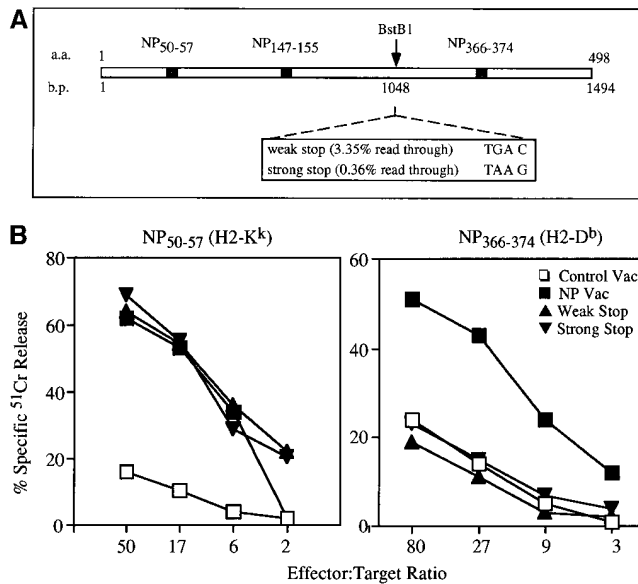 A
BstB1
NP50-57 NP147-155 NP366-374
a.a. 1 498
b.p. 1 1048 1494
weak stop (3.35% read through) TGA C
strong stop (0.36% read through) TAA G
B
NP50-57 (H2-Kk) NP366-374 (H2-Db)
% Specific 51Cr Release
80
60
40
20
0
50 17 6 2
60
40
20
0
80 27 9 3
Control Vac
NP Vac
Weak Stop
Strong Stop
Effector:Target Ratio